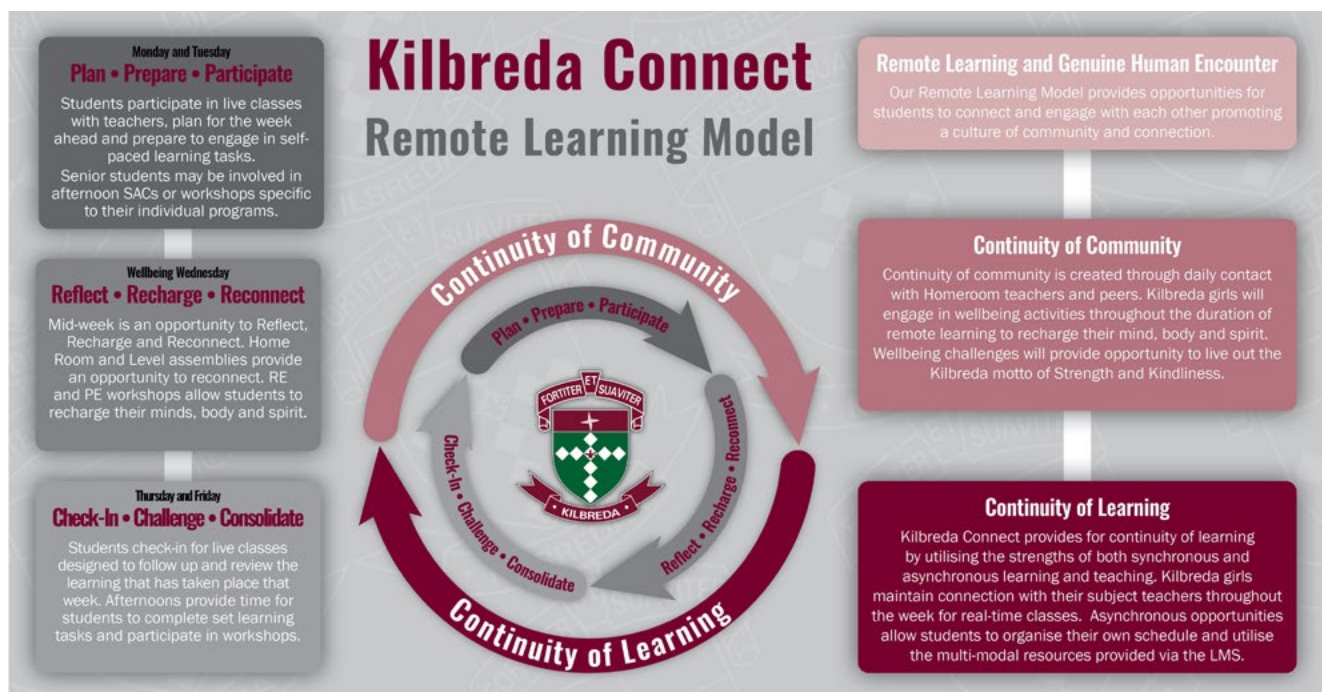 Kilbreda Connect
Remote Learning Model
Monday and Tuesday
Plan • Prepare • Participate
Students participate in live classes
with teachers, plan for the week
ahead and prepare to engage in self-
paced learning tasks.
Senior students may be involved in
afternoon SACs or workshops specific
to their individual programs.
Wellbeing Wednesday
Reflect • Recharge • Reconnect
Mid-week is an opportunity to Reflect,
Recharge and Reconnect. Home
Room and Level assemblies provide
an opportunity to reconnect. RE
and PE workshops allow students to
recharge their minds, body and spirit.
Thursday and Friday
Check-In • Challenge • Consolidate
Students check-in for live classes
designed to follow up and review the
learning that has taken place that
week. Afternoons provide time for
students to complete set learning
tasks and participate in workshops.
Continuity of Community
Plan • Prepare • Participate
Reflect • Recharge • Reconnect
Check-In • Challenge • Consolidate
FORTITER ET SUAVITER
• KILBREDA •
Continuity of Learning
Remote Learning and Genuine Human Encounter
Our Remote Learning Model provides opportunities for
students to connect and engage with each other promoting
a culture of community and connection.
Continuity of Community
Continuity of community is created through daily contact
with Homeroom teachers and peers. Kilbreda girls will
engage in wellbeing activities throughout the duration of
remote learning to recharge their mind, body and spirit.
Wellbeing challenges will provide opportunity to live out the
Kilbreda motto of Strength and Kindliness.
Continuity of Learning
Kilbreda Connect provides for continuity of learning
by utilising the strengths of both synchronous and
asynchronous learning and teaching. Kilbreda girls
maintain connection with their subject teachers throughout
the week for real-time classes. Asynchronous opportunities
allow students to organise their own schedule and utilise
the multi-modal resources provided via the LMS.